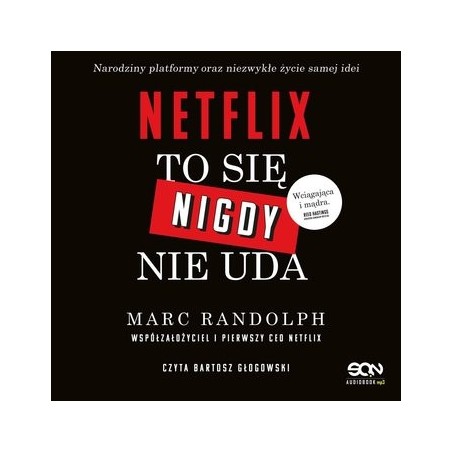 Narodziny platformy oraz niezwykłe życie samej idei
NETFLIX
TO SIĘ
NIGDY
NIE UDA
Wciągająca
i mądra.
REED HASTINGS
MARC RANDOLPH
WSPÓŁZAŁOŻYCIEL I PIERWSZY CEO NETFLIX
CZYTA BARTOSZ GŁOGOWSKI
SQN
AUDIOBOOK mp3